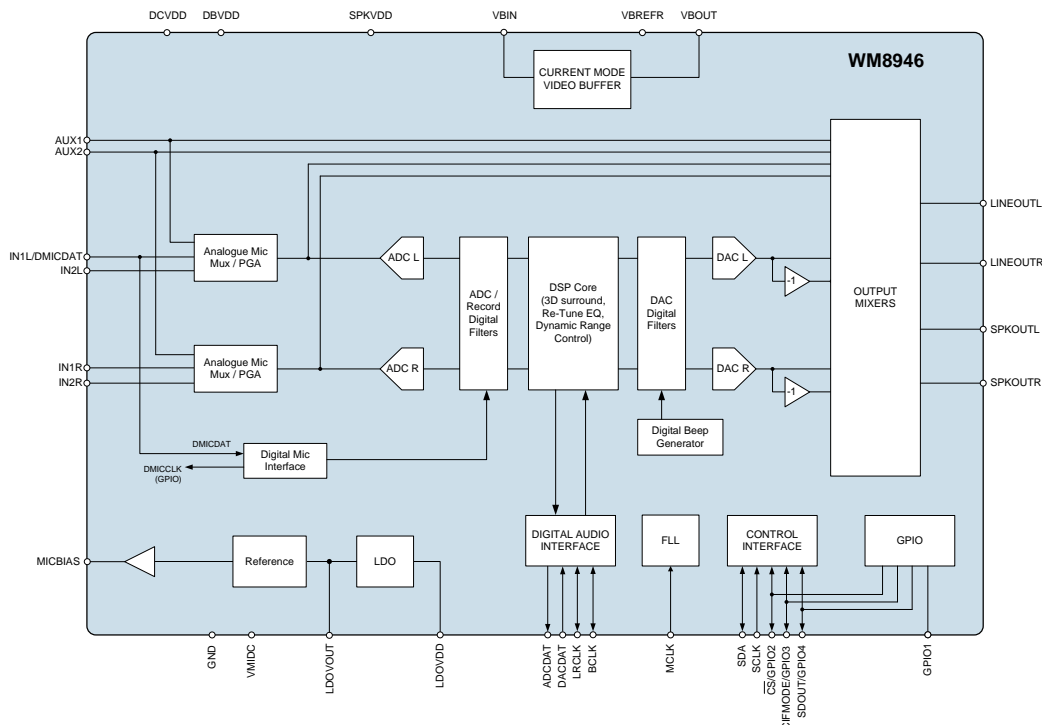 DCVDD
DBVDD
SPKVDD
VBIN
VBREFR
VBOUT
WM8946
CURRENT MODE
VIDEO BUFFER
AUX1
AUX2
IN1L/DMICDAT
IN2L
IN1R
IN2R
Analogue Mic
Mux / PGA
Analogue Mic
Mux / PGA
ADC L
ADC R
ADC /
Record
Digital
Filters
DSP Core
(3D surround,
Re-Tune EQ,
Dynamic Range
Control)
DAC
Digital
Filters
DAC L
DAC R
-1
-1
OUTPUT
MIXERS
LINEOUTL
LINEOUTR
SPKOUTL
SPKOUTR
Digital Beep
Generator
DMICDAT
DMICCLK
(GPIO)
Digital Mic
Interface
MICBIAS
Reference
LDO
DIGITAL AUDIO
INTERFACE
FLL
CONTROL
INTERFACE
GPIO
GND
VMIDC
LDOVOUT
LDOVDD
ADCDAT
DACDAT
LRCLK
BCLK
MCLK
SDA
SCLK
CS/GPIO2
CIFMODE/GPIO3
SDOUT/GPIO4
GPIO1